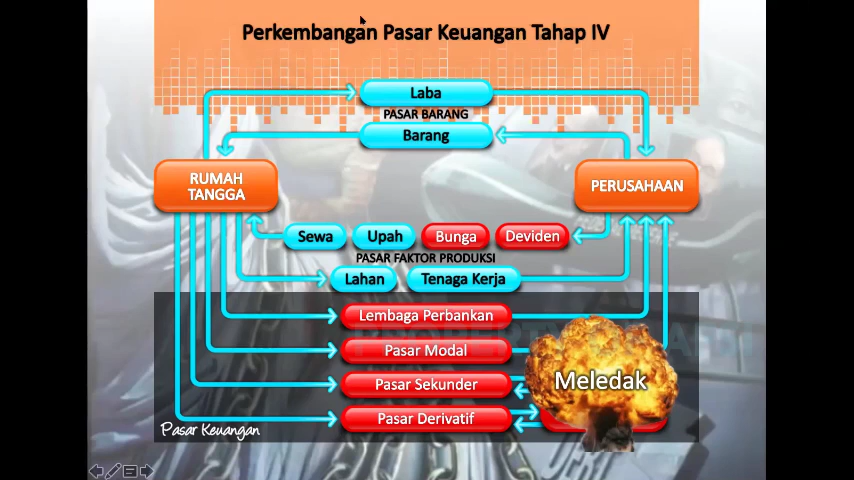 Perkembangan Pasar Keuangan Tahap IV
Laba
PASAR BARANG
Barang
RUMAH
TANGGA
PERUSAHAAN
Sewa
Upah
Bunga
Deviden
PASAR FAKTOR PRODUKSI
Lahan
Tenaga Kerja
Lembaga Perbankan
Pasar Modal
Pasar Sekunder
Meledak
Pasar Derivatif
Pasar Keuangan